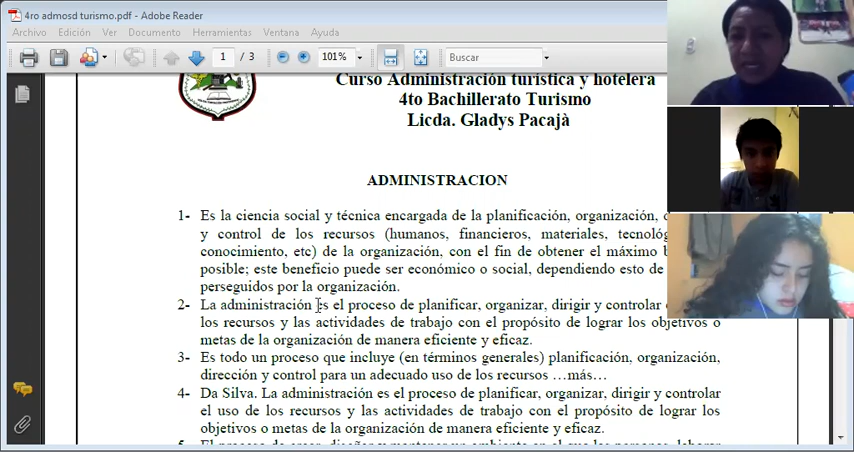 4ro admosd turismo.pdf - Adobe Reader
Archivo Edición Ver Documento Herramientas Ventana Ayuda
1 / 3 101% Buscar
Curso Administración turística y hotelera
4to Bachillerato Turismo
Licda. Gladys Pacajà
ADMINISTRACION
1- Es la ciencia social y técnica encargada de la planificación, organización,
y control de los recursos (humanos, financieros, materiales,
conocimiento, etc) de la organización, con el fin de obtener el máximo
posible; este beneficio puede ser económico o social, dependiendo esto de
perseguidos por la organización.
2- La administración es el proceso de planificar, organizar, dirigir y controlar
los recursos y las actividades de trabajo con el propósito de lograr los objetivos o
metas de la organización de manera eficiente y eficaz.
3- Es todo un proceso que incluye (en términos generales) planificación, organización,
dirección y control para un adecuado uso de los recursos …más…
4- Da Silva. La administración es el proceso de planificar, organizar, dirigir y controlar
el uso de los recursos y las actividades de trabajo con el propósito de lograr los
objetivos o metas de la organización de manera eficiente y eficaz.